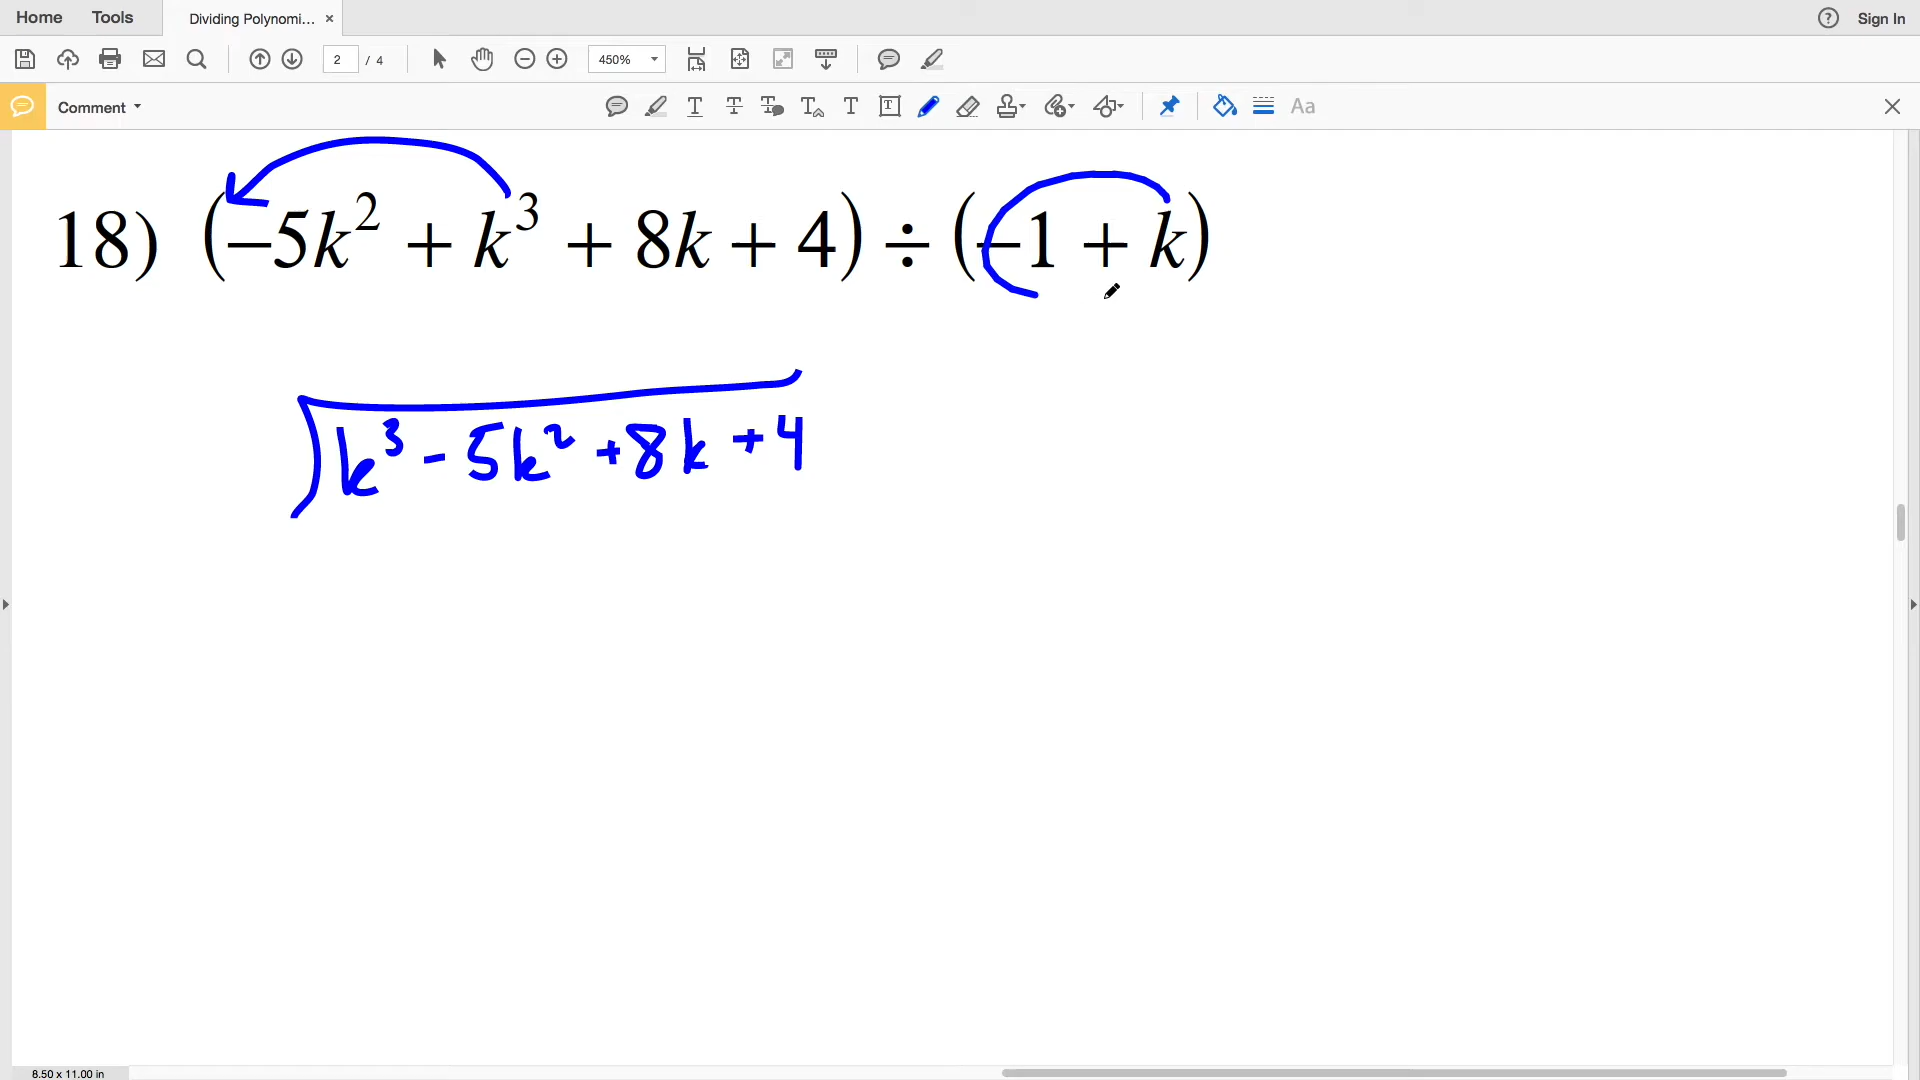 Home Tools Dividing Polynomi... × ? Sign In
2 / 4 450%
Comment Aa
18) (−5k² + k³ + 8k + 4) ÷ (−1 + k)
k³ - 5k² + 8k + 4
8.50 x 11.00 in